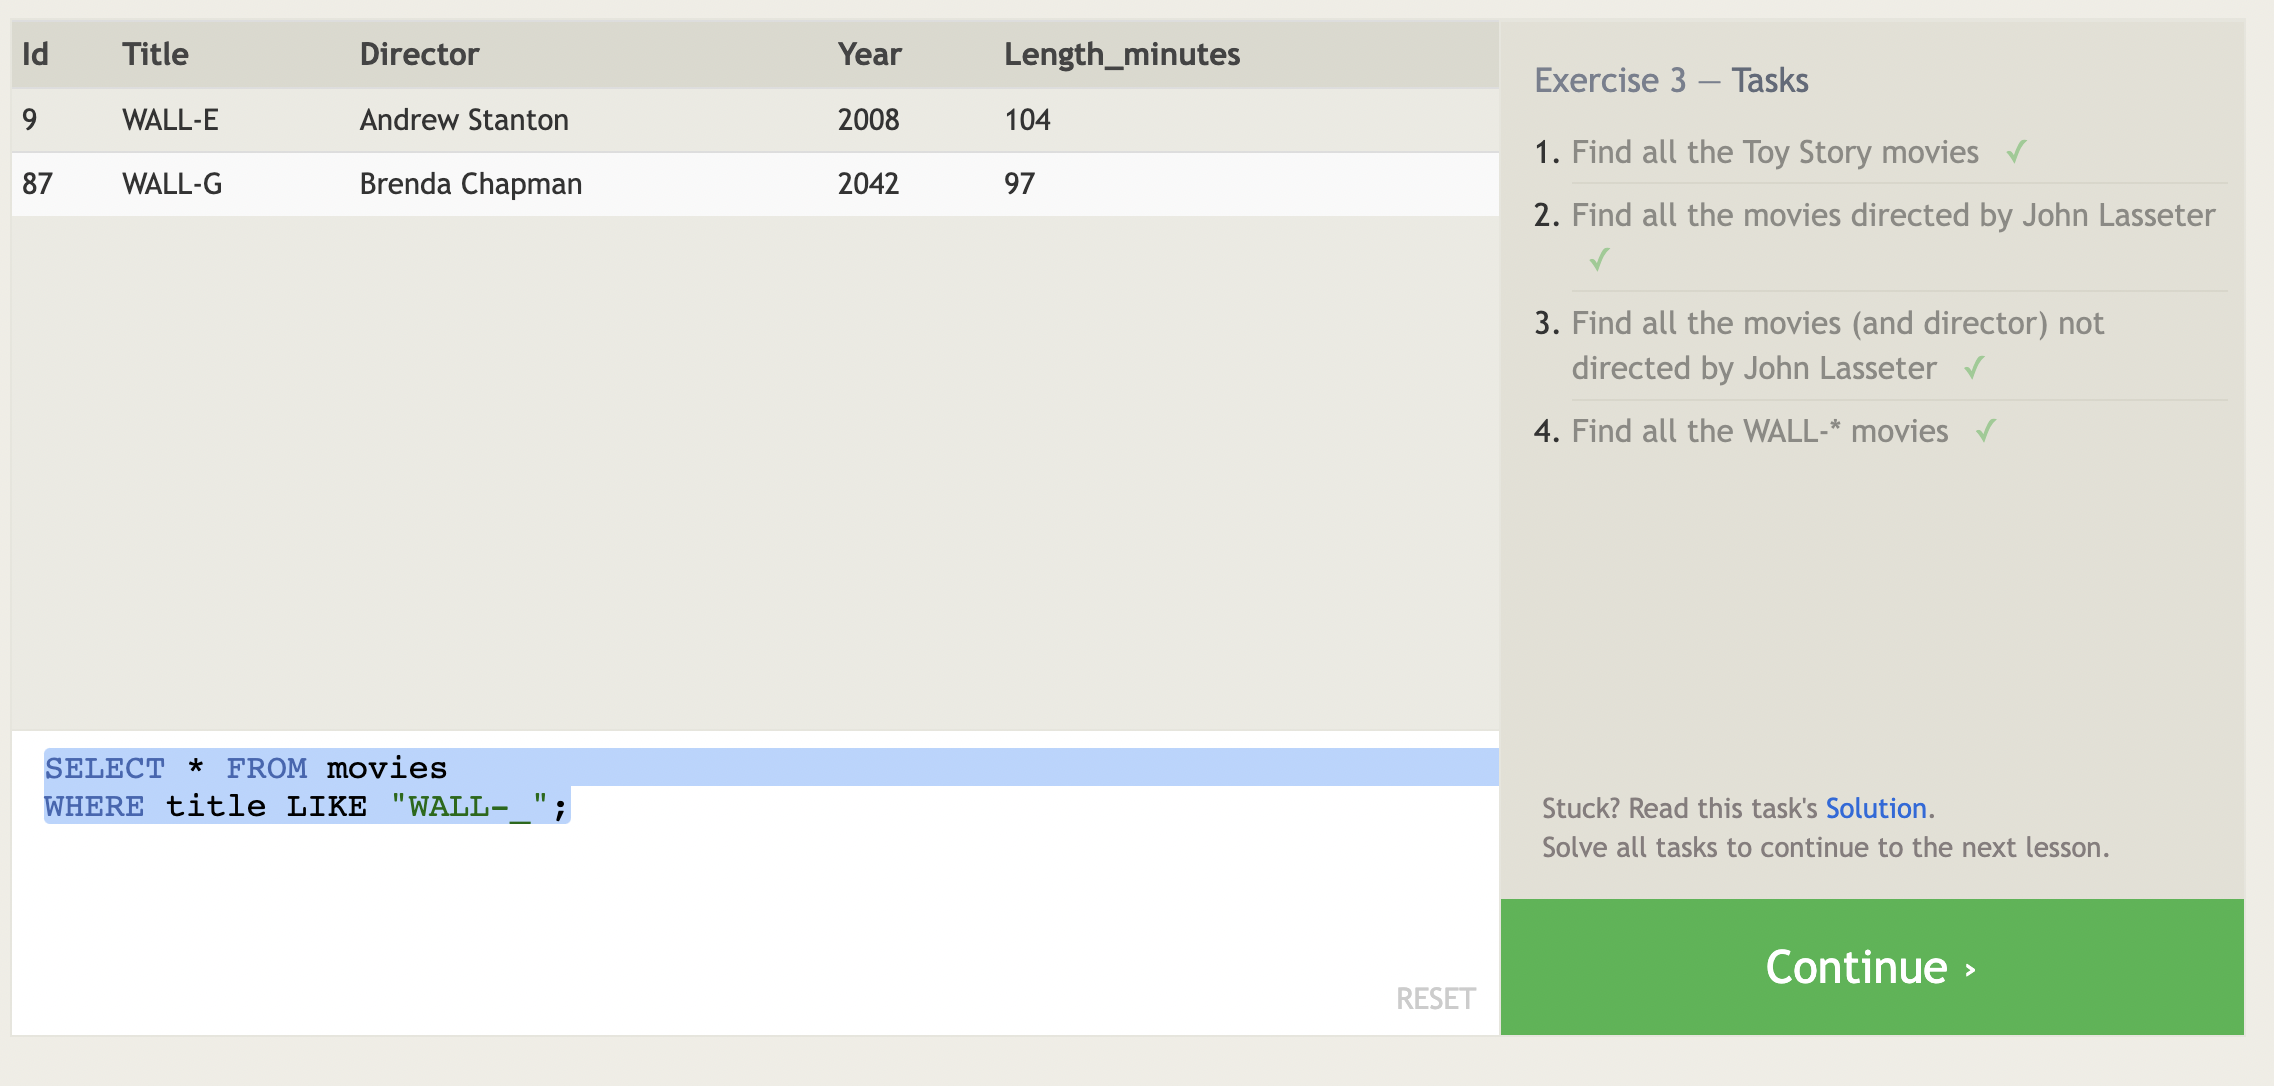 Id Title Director Year Length_minutes
9 WALL-E Andrew Stanton 2008 104
87 WALL-G Brenda Chapman 2042 97
SELECT * FROM movies
WHERE title LIKE "WALL-_";
RESET
Exercise 3 — Tasks
1. Find all the Toy Story movies ✓
2. Find all the movies directed by John Lasseter
✓
3. Find all the movies (and director) not
directed by John Lasseter ✓
4. Find all the WALL-* movies ✓
Stuck? Read this task's Solution.
Solve all tasks to continue to the next lesson.
Continue ›